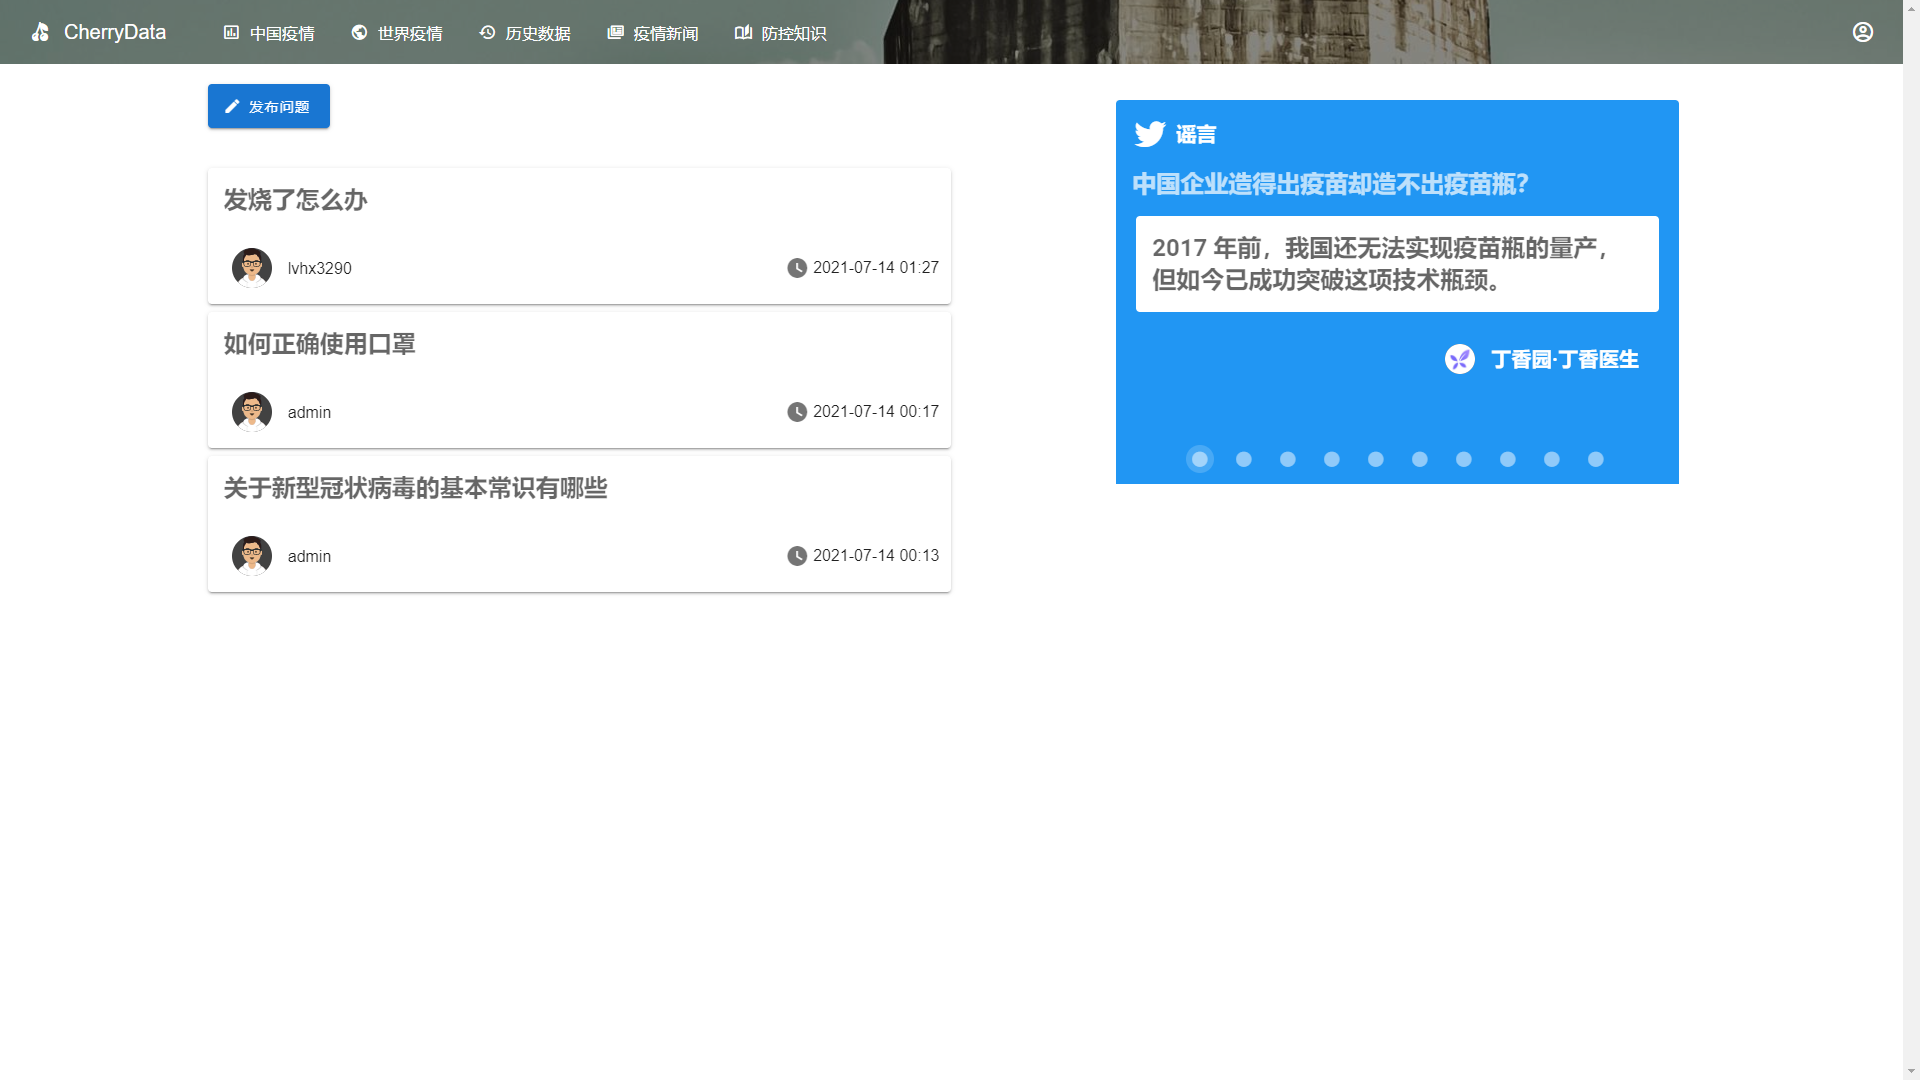 CherryData
中国疫情
世界疫情
历史数据
疫情新闻
防控知识
发布问题
发烧了怎么办
lvhx3290
2021-07-14 01:27
如何正确使用口罩
admin
2021-07-14 00:17
关于新型冠状病毒的基本常识有哪些
admin
2021-07-14 00:13
谣言
中国企业造得出疫苗却造不出疫苗瓶？
2017 年前，我国还无法实现疫苗瓶的量产，
但如今已成功突破这项技术瓶颈。
丁香园·丁香医生